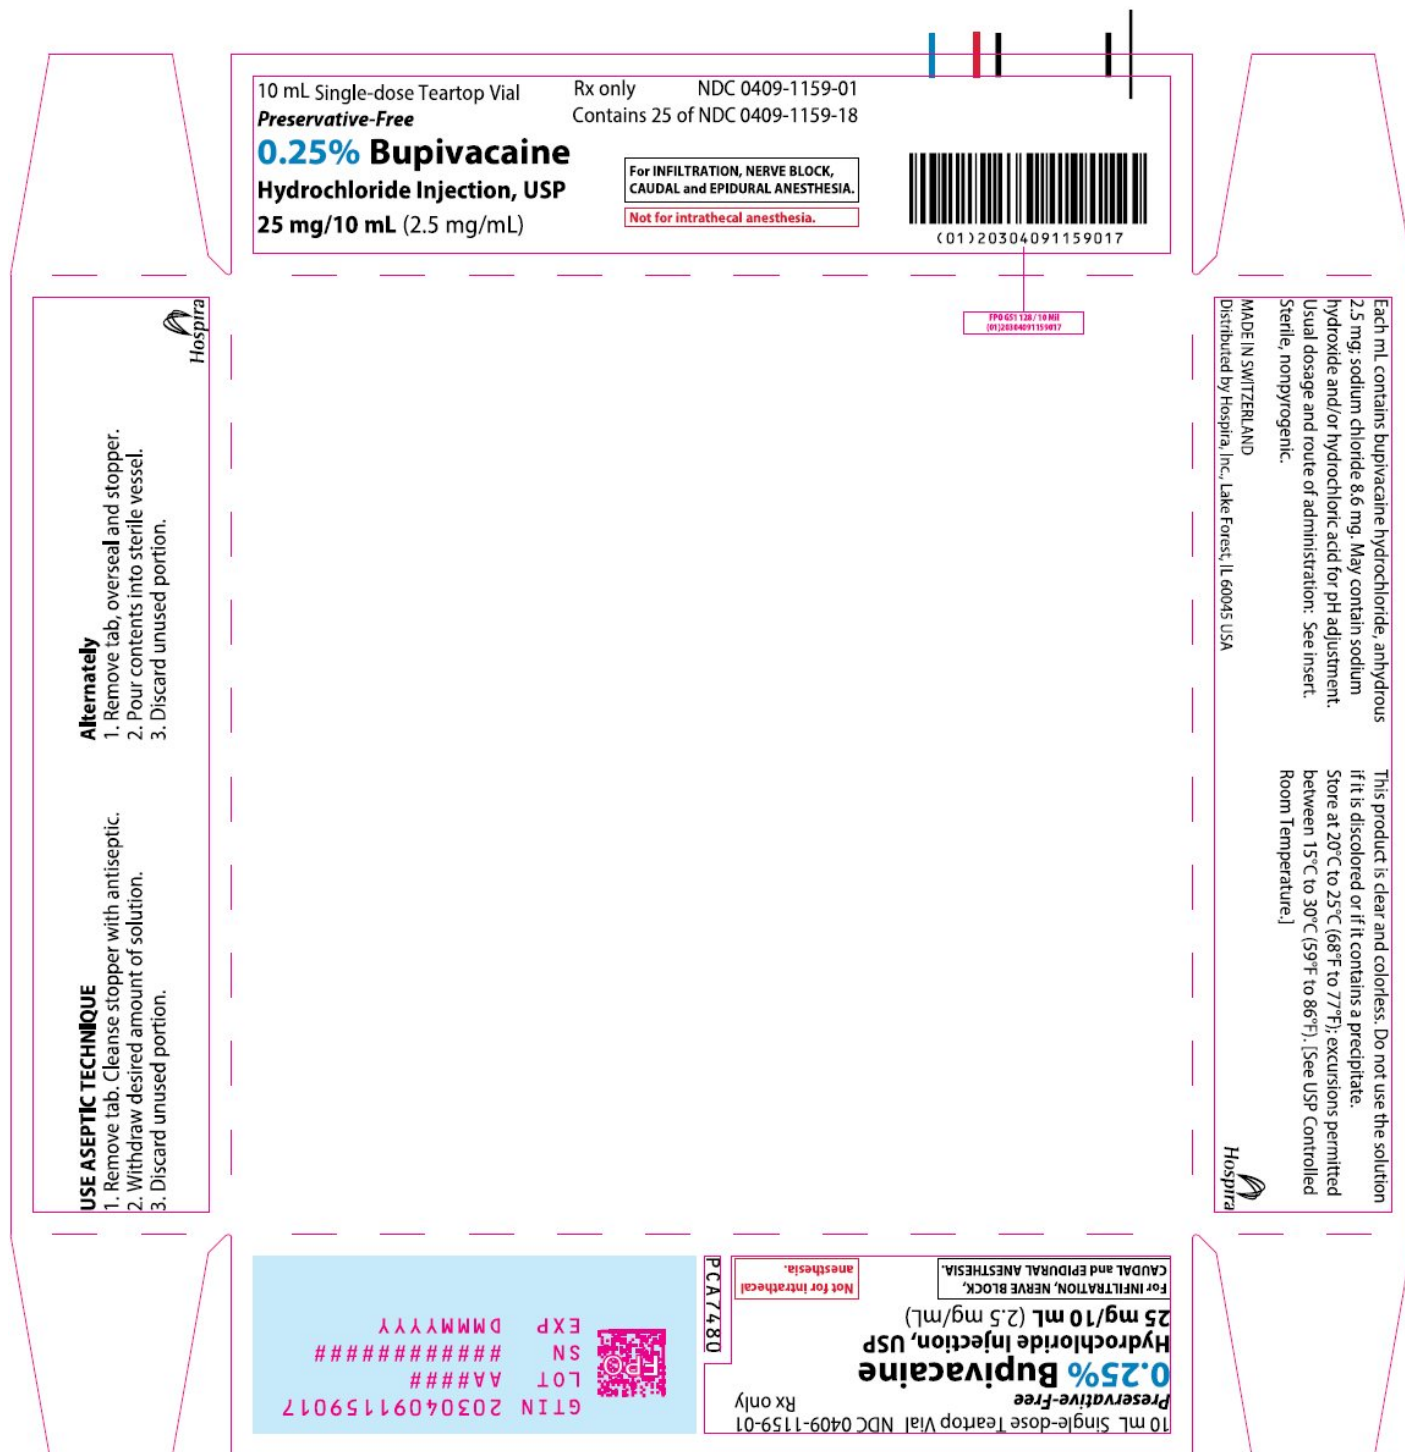 10 mL Single-dose Teartop Vial
Preservative-Free
0.25% Bupivacaine
Hydrochloride Injection, USP
25 mg/10 mL (2.5 mg/mL)
Rx only NDC 0409-1159-01
Contains 25 of NDC 0409-1159-18
For INFILTRATION, NERVE BLOCK,
CAUDAL and EPIDURAL ANESTHESIA.
Not for intrathecal anesthesia.
(01)20304091159017
FPO GS1 128 / 10 Mil
(01)20304091159017
Hospira
Alternately
1. Remove tab, overseal and stopper.
2. Pour contents into sterile vessel.
3. Discard unused portion.
USE ASEPTIC TECHNIQUE
1. Remove tab. Cleanse stopper with antiseptic.
2. Withdraw desired amount of solution.
3. Discard unused portion.
Each mL contains bupivacaine hydrochloride, anhydrous
2.5 mg; sodium chloride 8.6 mg. May contain sodium
hydroxide and/or hydrochloric acid for pH adjustment.
Usual dosage and route of administration: See insert.
Sterile, nonpyrogenic.
MADE IN SWITZERLAND
Distributed by Hospira, Inc., Lake Forest, IL 60045 USA
This product is clear and colorless. Do not use the solution
if it is discolored or if it contains a precipitate.
Store at 20°C to 25°C (68°F to 77°F); excursions permitted
between 15°C to 30°C (59°F to 86°F). [See USP Controlled
Room Temperature.]
Hospira
10 mL Single-dose Teartop Vial NDC 0409-1159-01
Preservative-Free Rx only
0.25% Bupivacaine
Hydrochloride Injection, USP
25 mg/10 mL (2.5 mg/mL)
For INFILTRATION, NERVE BLOCK,
CAUDAL and EPIDURAL ANESTHESIA.
Not for intrathecal
anesthesia.
PCA7480
GTIN 20304091159017
LOT AA####
SN ############
EXP DMMMYYYY
FPO